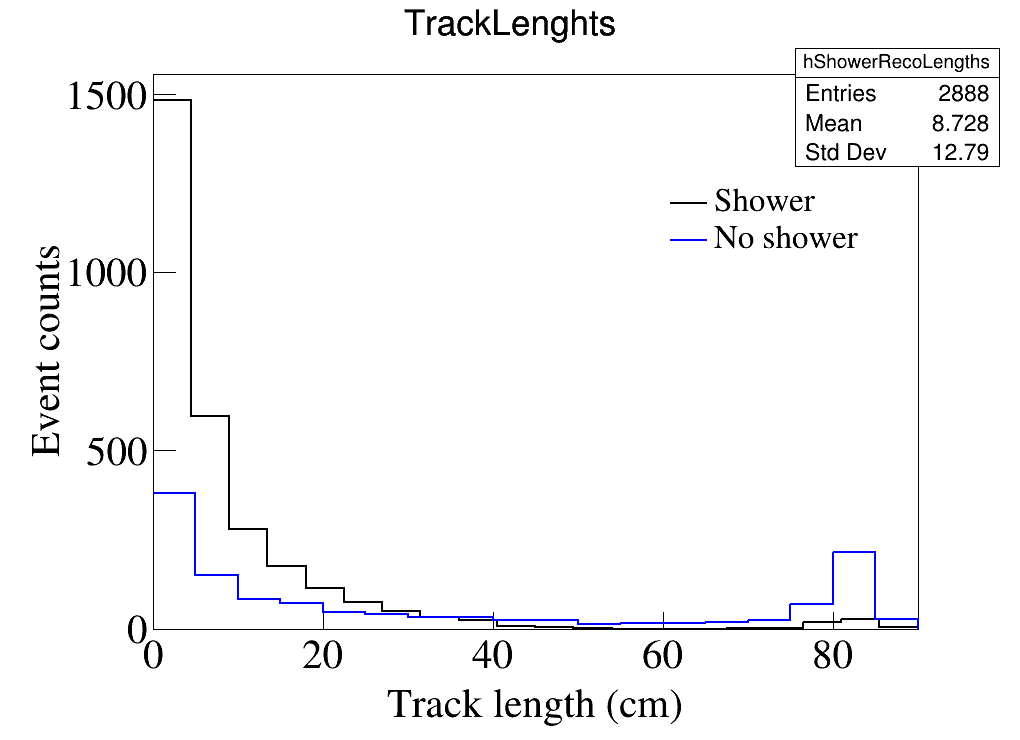 TrackLenghts
hShowerRecoLengths
Entries 2888
Mean 8.728
Std Dev 12.79
Shower
No shower
Event counts
1500
1000
500
0
0 20 40 60 80
Track length (cm)